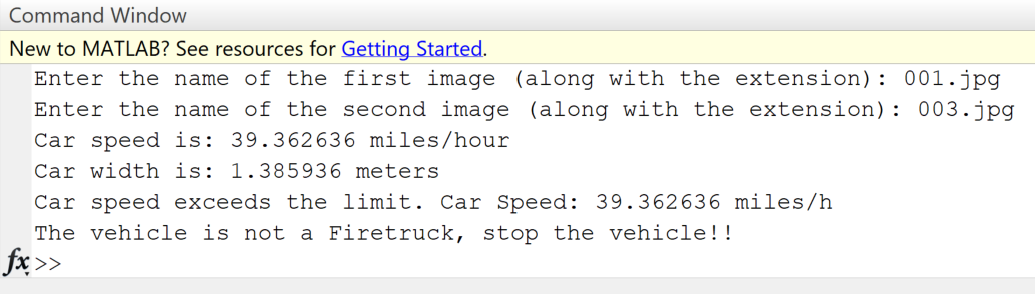 Command Window
New to MATLAB? See resources for Getting Started.
Enter the name of the first image (along with the extension): 001.jpg
Enter the name of the second image (along with the extension): 003.jpg
Car speed is: 39.362636 miles/hour
Car width is: 1.385936 meters
Car speed exceeds the limit. Car Speed: 39.362636 miles/h
The vehicle is not a Firetruck, stop the vehicle!!
fx >>